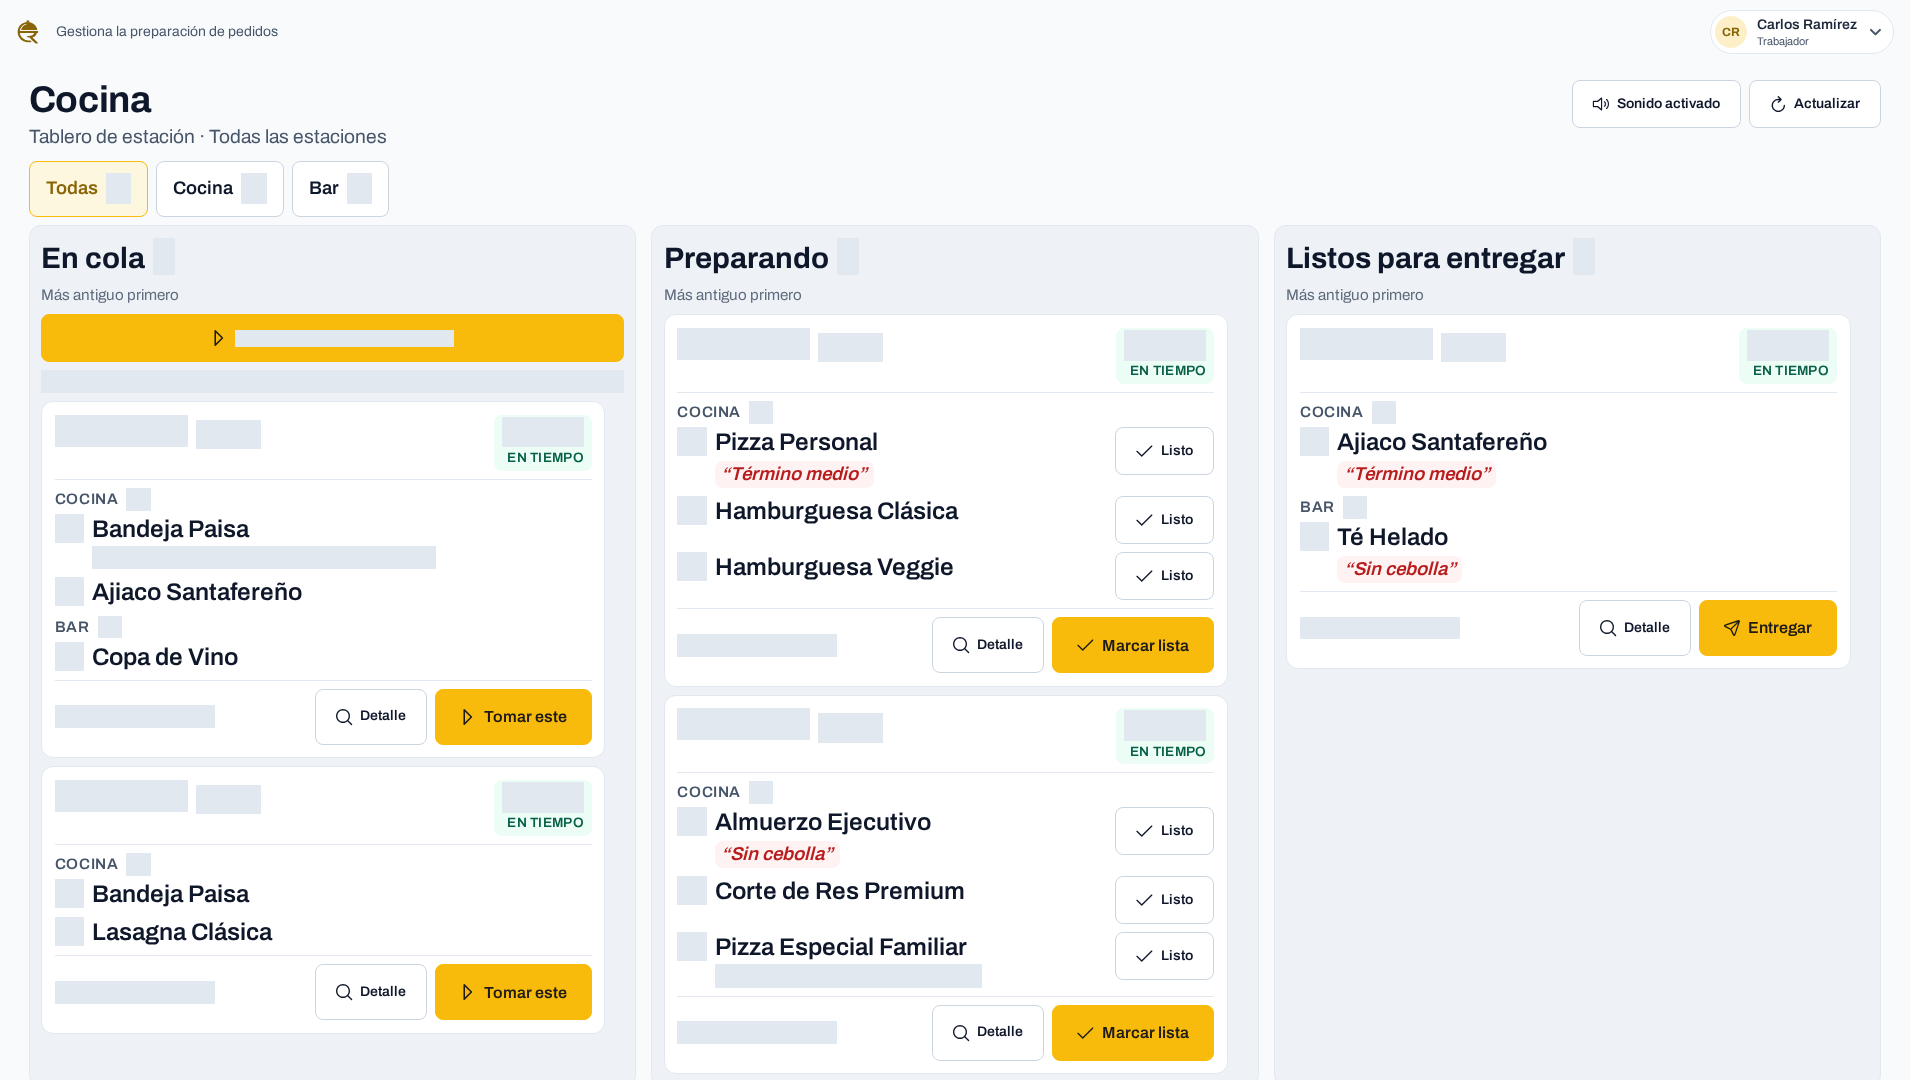 Gestiona la preparación de pedidos
CR
Carlos Ramírez
Trabajador
Cocina
Tablero de estación · Todas las estaciones
Sonido activado
Actualizar
Todas
Cocina
Bar
En cola
Más antiguo primero
EN TIEMPO
COCINA
Bandeja Paisa
Ajiaco Santafereño
BAR
Copa de Vino
Detalle
Tomar este
EN TIEMPO
COCINA
Bandeja Paisa
Lasagna Clásica
Detalle
Tomar este
Preparando
Más antiguo primero
EN TIEMPO
COCINA
Pizza Personal
Listo
“Término medio”
Hamburguesa Clásica
Listo
Hamburguesa Veggie
Listo
Detalle
Marcar lista
EN TIEMPO
COCINA
Almuerzo Ejecutivo
Listo
“Sin cebolla”
Corte de Res Premium
Listo
Pizza Especial Familiar
Listo
Detalle
Marcar lista
Listos para entregar
Más antiguo primero
EN TIEMPO
COCINA
Ajiaco Santafereño
“Término medio”
BAR
Té Helado
“Sin cebolla”
Detalle
Entregar